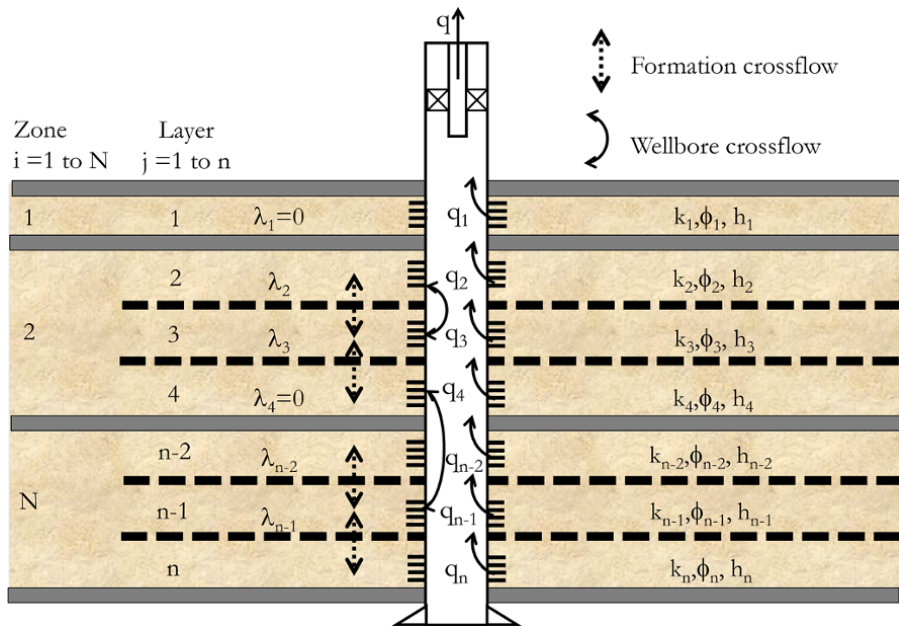 q
Formation crossflow
Wellbore crossflow
Zone Layer
i =1 to N j =1 to n
1 1 λ₁=0 q₁ k₁,ϕ₁, h₁
2 λ₂ q₂ k₂,ϕ₂, h₂
2 3 λ₃ q₃ k₃,ϕ₃, h₃
4 λ₄=0 q₄ k₄,ϕ₄, h₄
n-2 λₙ₋₂ qₙ₋₂ kₙ₋₂,ϕₙ₋₂, hₙ₋₂
N n-1 λₙ₋₁ qₙ₋₁ kₙ₋₁,ϕₙ₋₁, hₙ₋₁
n qₙ kₙ,ϕₙ, hₙ